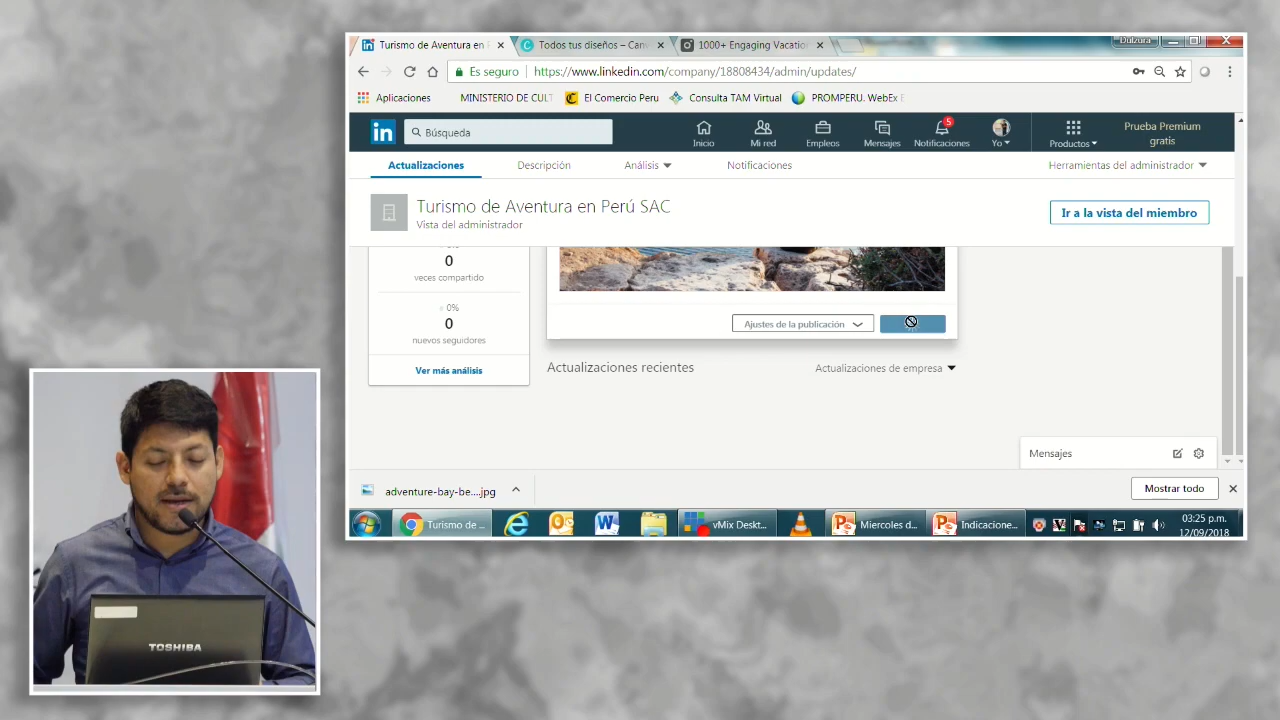 Turismo de Aventura en
Todos tus diseños – Can
1000+ Engaging Vacation
Dulzura
Es seguro
https://www.linkedin.com/company/18808434/admin/updates/
Aplicaciones
MINISTERIO DE CULT
El Comercio Peru
Consulta TAM Virtual
PROMPERU. WebEx E
in
Búsqueda
Inicio
Mi red
Empleos
Mensajes
5
Notificaciones
Yo
Productos
Prueba Premium
gratis
Actualizaciones
Descripción
Análisis
Notificaciones
Herramientas del administrador
Turismo de Aventura en Perú SAC
Vista del administrador
Ir a la vista del miembro
0
veces compartido
0%
0
nuevos seguidores
Ver más análisis
Ajustes de la publicación
Actualizaciones recientes
Actualizaciones de empresa
Mensajes
adventure-bay-be....jpg
Mostrar todo
Turismo de ...
vMix Deskt...
Miercoles d...
Indicacione...
03:25 p.m.
12/09/2018
TOSHIBA